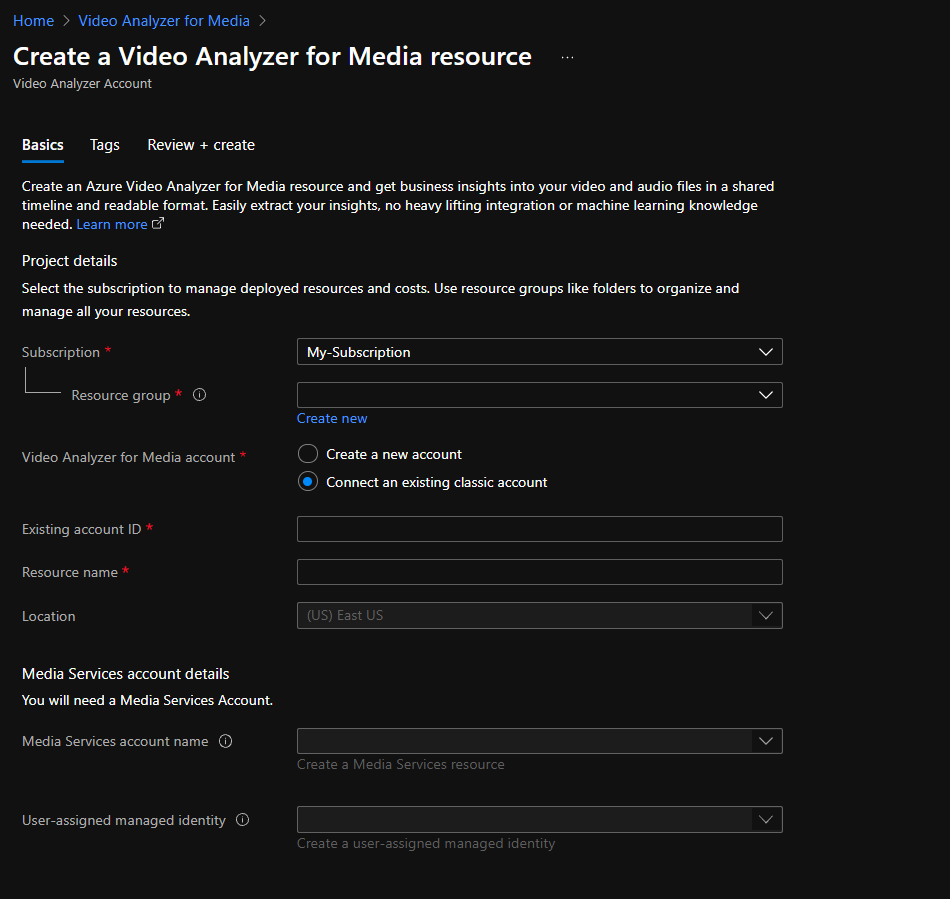 Home > Video Analyzer for Media >
Create a Video Analyzer for Media resource ...
Video Analyzer Account
Basics Tags Review + create
Create an Azure Video Analyzer for Media resource and get business insights into your video and audio files in a shared
timeline and readable format. Easily extract your insights, no heavy lifting integration or machine learning knowledge
needed. Learn more
Project details
Select the subscription to manage deployed resources and costs. Use resource groups like folders to organize and
manage all your resources.
Subscription * My-Subscription
Resource group *
Create new
Video Analyzer for Media account * Create a new account
Connect an existing classic account
Existing account ID *
Resource name *
Location (US) East US
Media Services account details
You will need a Media Services Account.
Media Services account name
Create a Media Services resource
User-assigned managed identity
Create a user-assigned managed identity